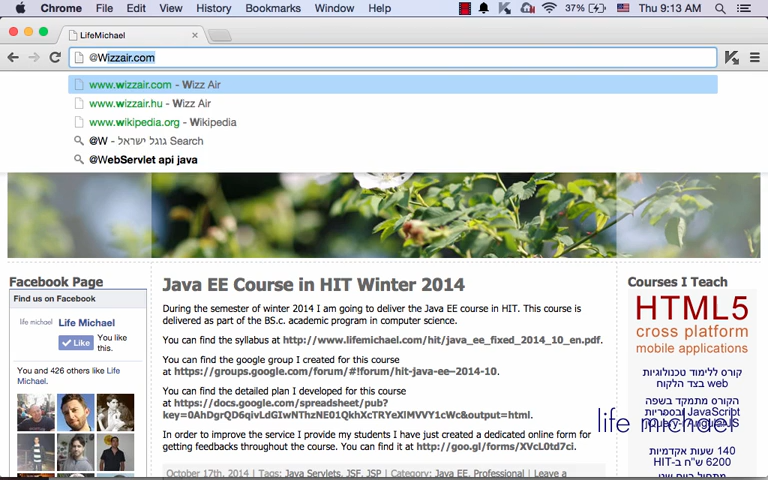 Chrome File Edit View History Bookmarks Window Help 37% Thu 9:13 AM
LifeMichael
@Wizzair.com
www.wizzair.com - Wizz Air
www.wizzair.hu - Wizz Air
www.wikipedia.org - Wikipedia
@W - גוגל ישראל Search
@WebServlet api java
Facebook Page
Find us on Facebook
life michael
Life Michael
Like
You like this.
You and 426 others like Life Michael.
Java EE Course in HIT Winter 2014
During the semester of winter 2014 I am going to deliver the Java EE course in HIT. This course is
delivered as part of the BS.c. academic program in computer science.
You can find the syllabus at http://www.lifemichael.com/hit/java_ee_fixed_2014_10_en.pdf.
You can find the google group I created for this course
at https://groups.google.com/forum/#!forum/hit-java-ee-2014-10.
You can find the detailed plan I developed for this course
at https://docs.google.com/spreadsheet/pub?
key=0AhDgrQD6qivLdGIwNThzNE01QkhXcTRYeXlMVVY1cWc&output=html.
In order to improve the service I provide my students I have just created a dedicated online form for
getting feedbacks throughout the course. You can find it at http://goo.gl/forms/XVcL0td7ci.
October 17th, 2014 | Tags: Java Servlets, JSF, JSP | Category: Java EE, Professional | Leave a
Courses I Teach
HTML5
cross platform
mobile applications
קורס ללימוד טכנולוגיות
web בצד הלקוח
הקורס מתמקד בשפה
JavaScript ובספריות
life michael
140 שעות אקדמיות
6200 ש"ח ב-HIT